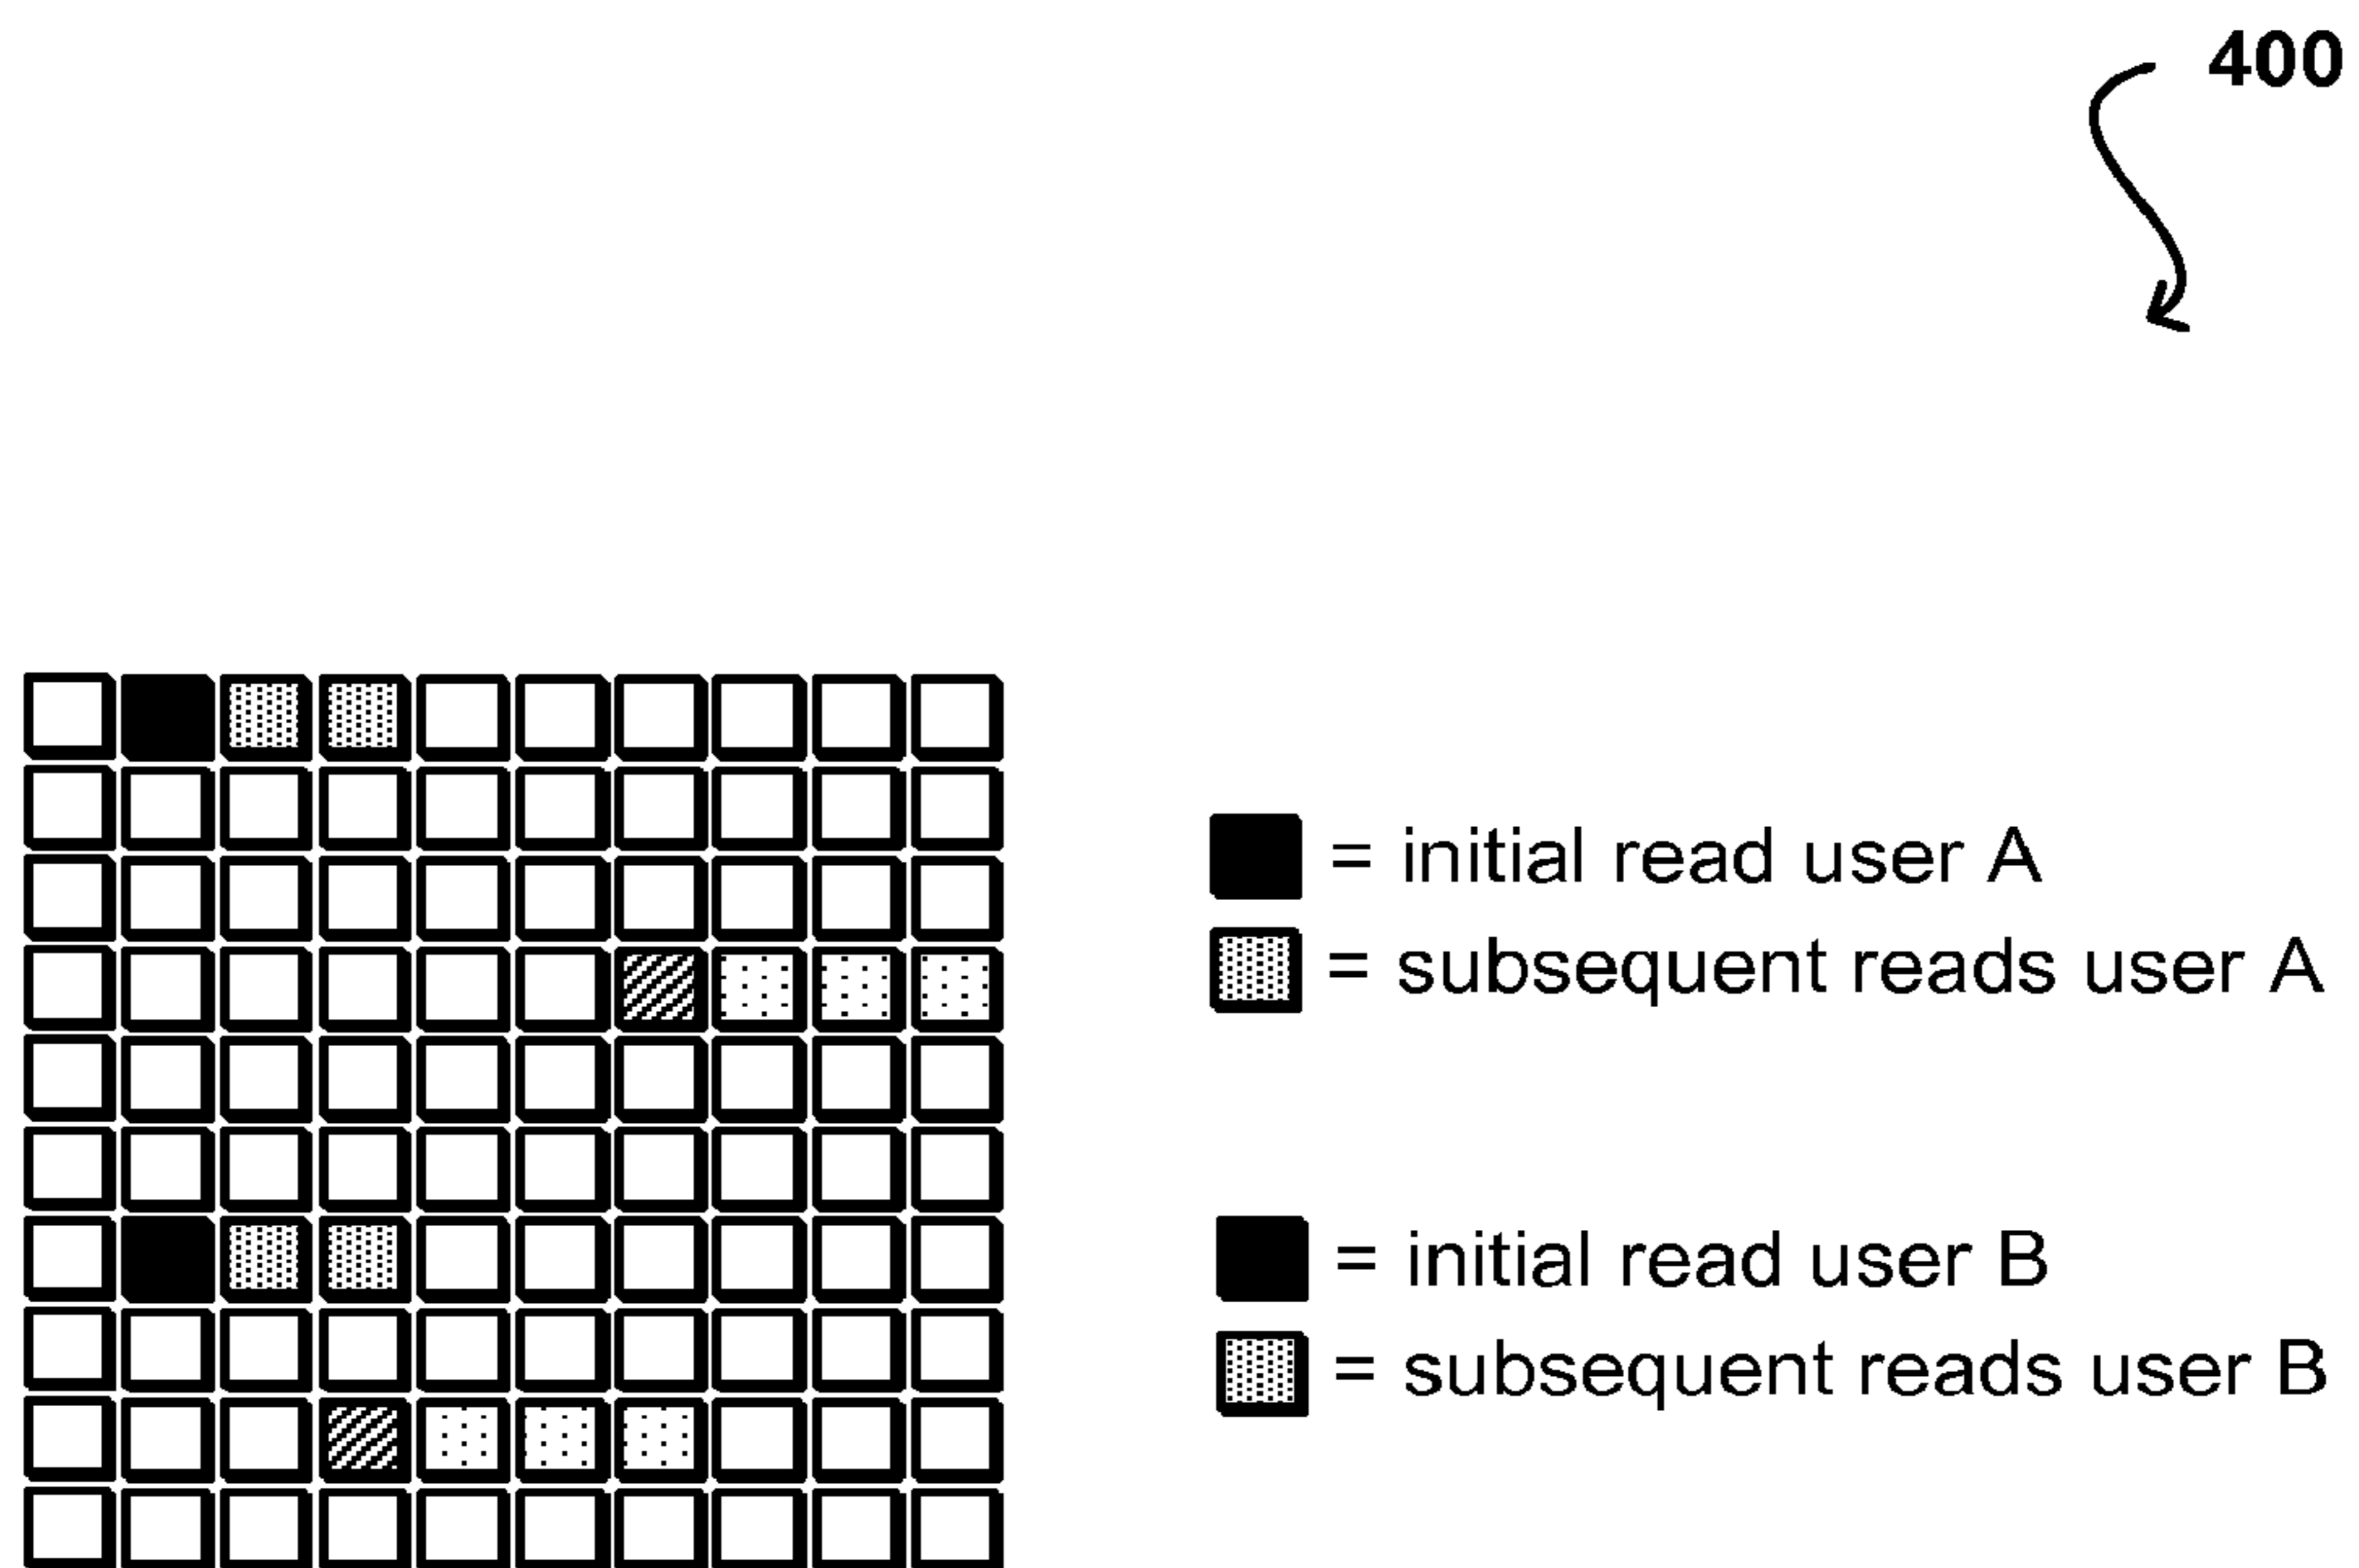 400
= initial read user A
= subsequent reads user A
= initial read user B
= subsequent reads user B